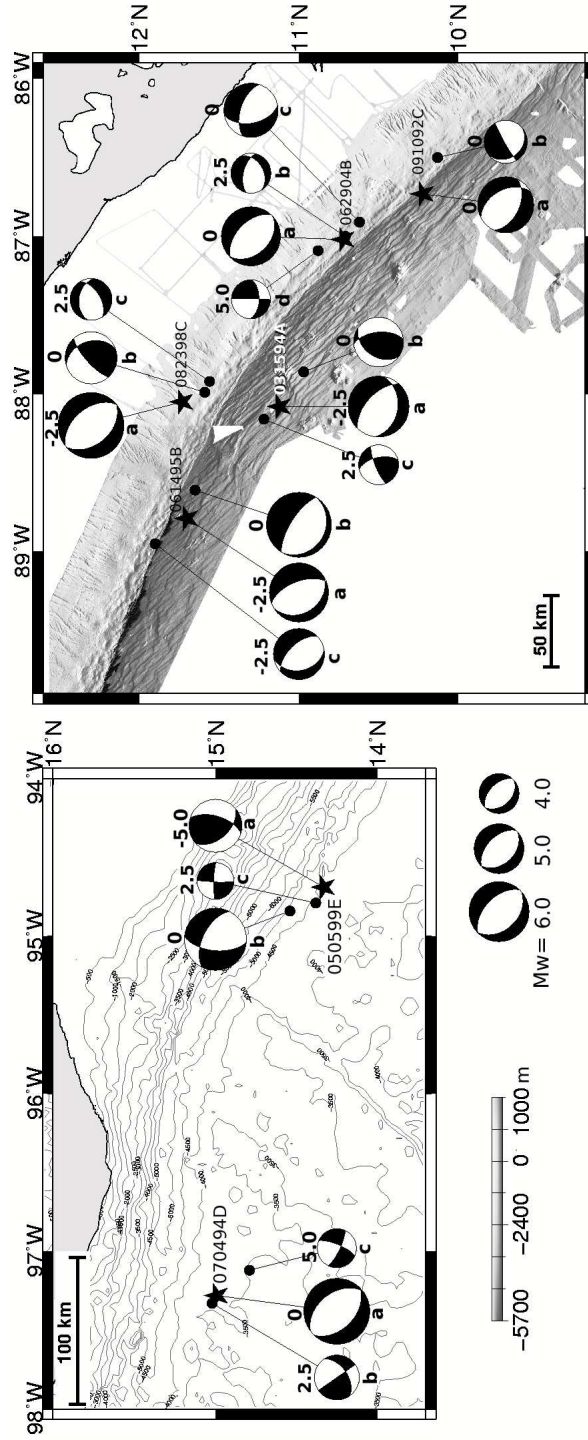 98˚W 97˚W 96˚W 95˚W 94˚W
16˚N
15˚N
14˚N
100 km
070494D
2.5
b
0
a
5.0
c
0
b
2.5
c
-5.0
a
050599E
-5700 -2400 0 1000 m
Mw= 6.0 5.0 4.0
89˚W 88˚W 87˚W 86˚W
12˚N
11˚N
10˚N
-2.5
a
0
b
2.5
c
082398C
061495B
-2.5
c
-2.5
a
0
b
5.0
d
0
a
2.5
b
0
c
062904B
031594A
2.5
c
-2.5
a
0
b
091092C
0
a
0
b
50 km